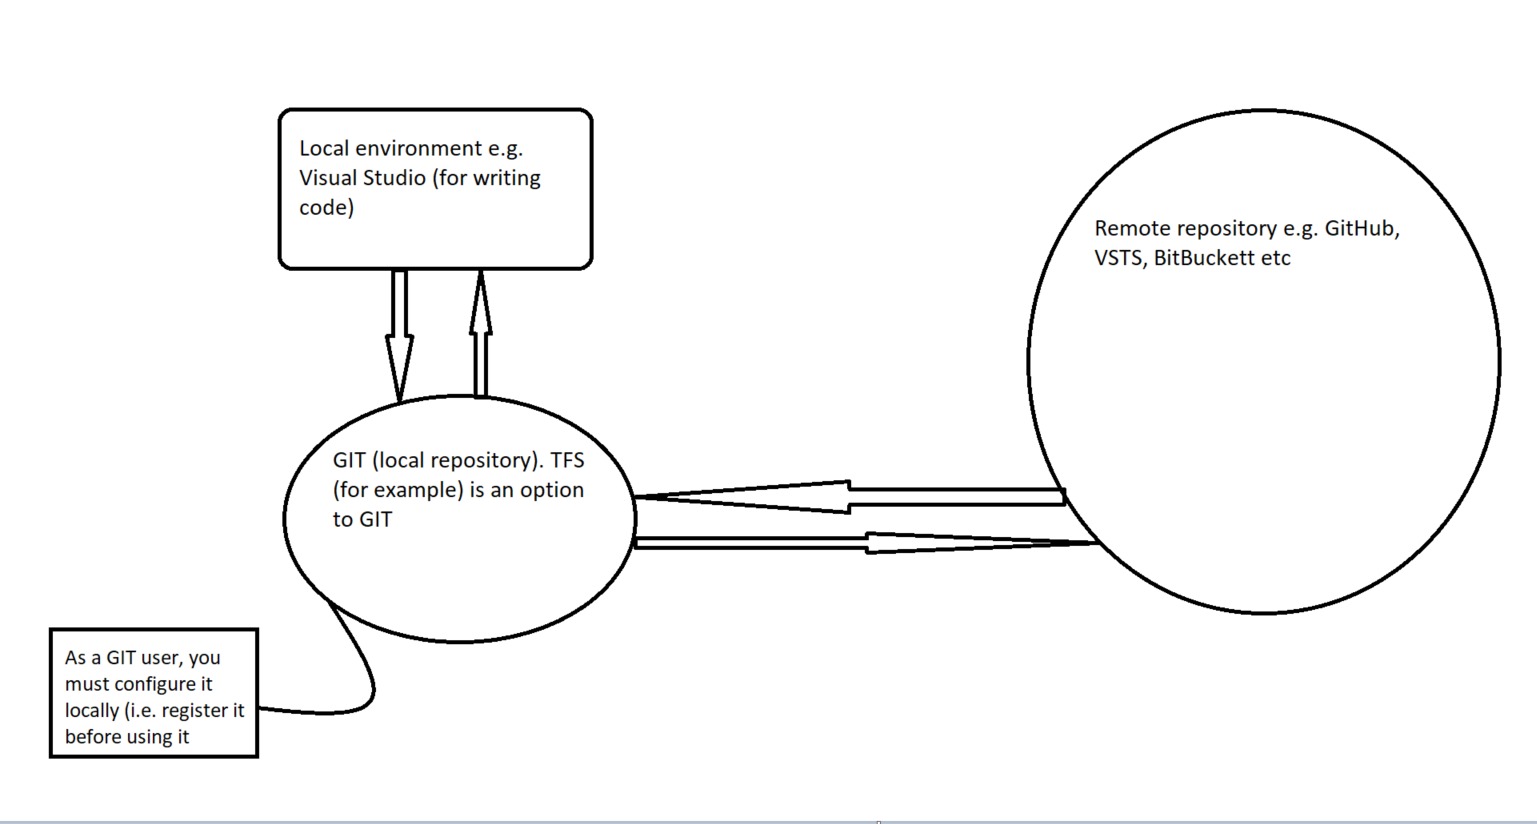 Local environment e.g.
Visual Studio (for writing
code)
Remote repository e.g. GitHub,
VSTS, BitBuckett etc
GIT (local repository). TFS
(for example) is an option
to GIT
As a GIT user, you
must configure it
locally (i.e. register it
before using it